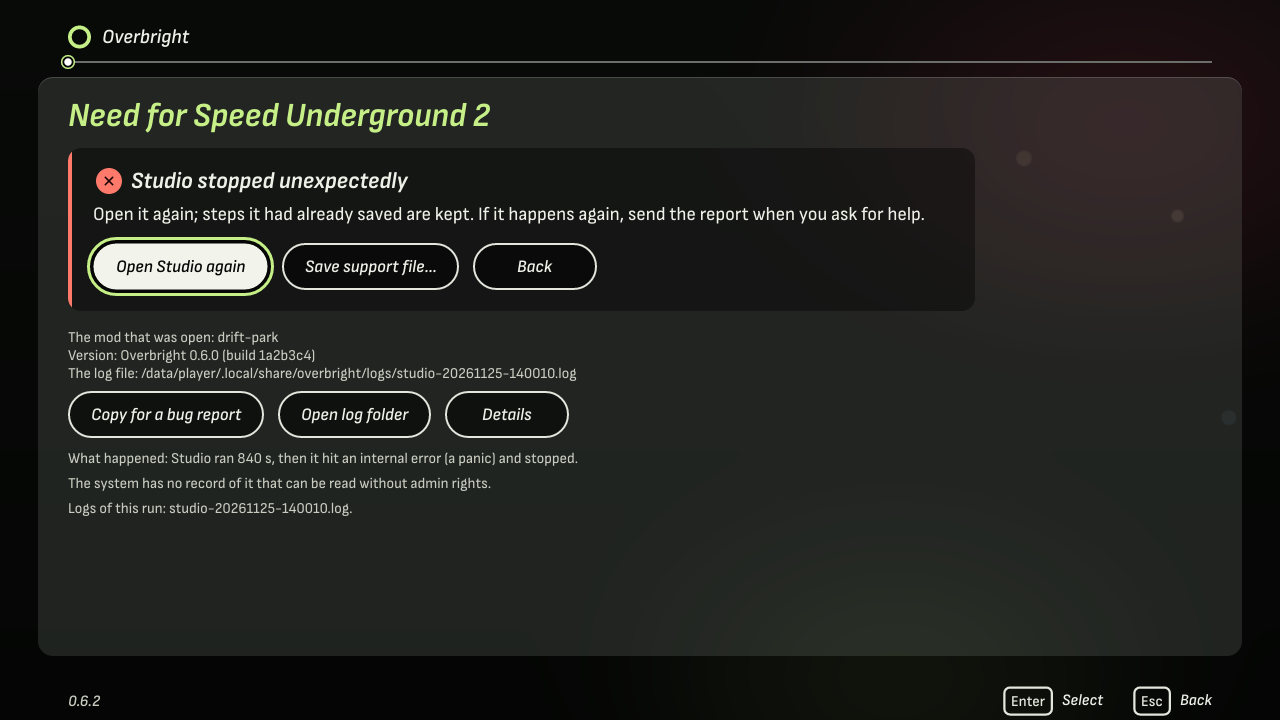 Overbright
Need for Speed Underground 2
Studio stopped unexpectedly
Open it again; steps it had already saved are kept. If it happens again, send the report when you ask for help.
Open Studio again
Save support file...
Back
The mod that was open: drift-park
Version: Overbright 0.6.0 (build 1a2b3c4)
The log file: /data/player/.local/share/overbright/logs/studio-20261125-140010.log
Copy for a bug report
Open log folder
Details
What happened: Studio ran 840 s, then it hit an internal error (a panic) and stopped.
The system has no record of it that can be read without admin rights.
Logs of this run: studio-20261125-140010.log.
0.6.2
Enter Select
Esc Back